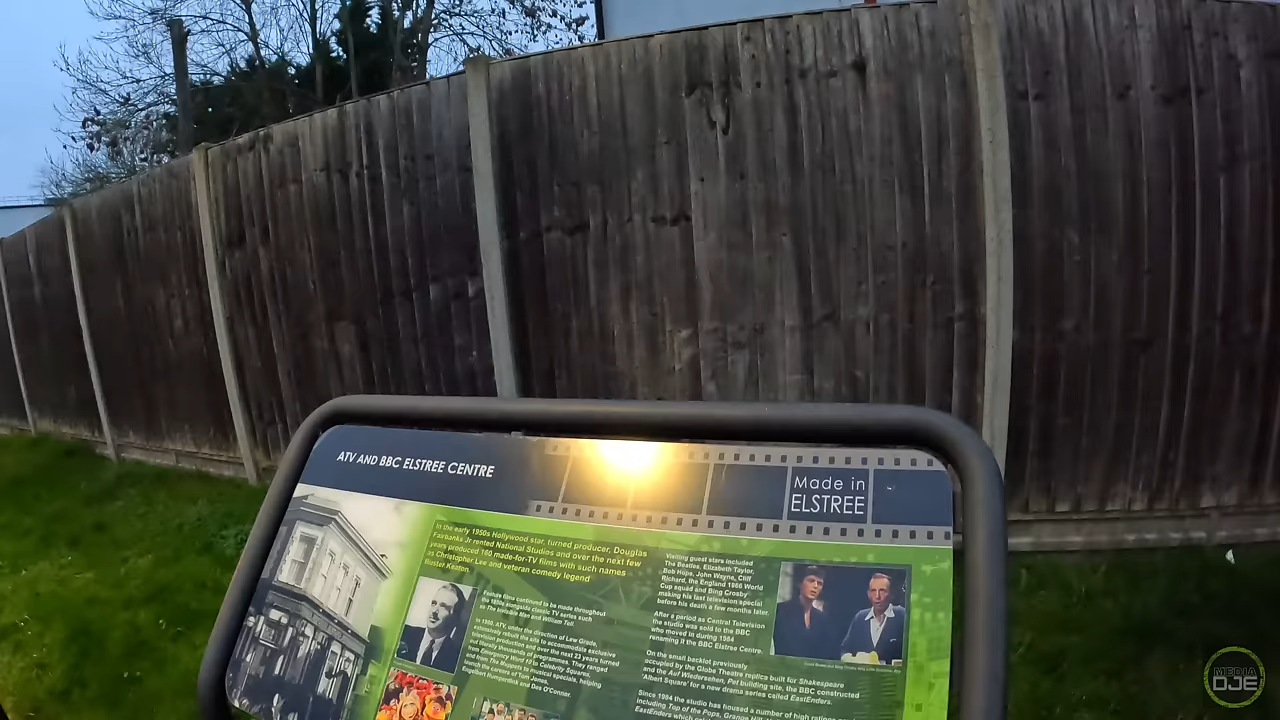 ATV AND BBC ELSTREE CENTRE
Made in
ELSTREE
In the early 1950s Hollywood star, turned producer, Douglas
Fairbanks Jr rented National Studios and over the next few
years produced 160 made-for-TV films with such names
as Christopher Lee and veteran comedy legend
Buster Keaton.
Feature films continued to be made throughout
the 1950s alongside classic TV series such
as The Invisible Man and William Tell.
In 1960, ATV, under the direction of Lew Grade,
effectively rebuilt the site to accommodate exclusive
television production and over the next 23 years turned
out literally thousands of programmes. They ranged
from Emergency Ward 10 to Celebrity Squares,
and from The Muppets to musical specials, helping
launch the careers of Tom Jones,
Engelbert Humperdinck and Des O'Connor.
Visiting guest stars included
The Beatles, Elizabeth Taylor,
Bob Hope, John Wayne, Cliff
Richard, the England 1966 World
Cup squad and Bing Crosby
making his last television special
before his death a few months later.
After a period as Central Television
the studio was sold to the BBC
who moved in during 1984
renaming it the BBC Elstree Centre.
On the small backlot previously
occupied by the Globe Theatre replica built for Shakespeare
and the Auf Wiedersehen, Pet building site, the BBC constructed
'Albert Square' for a new drama series called EastEnders.
Since 1984 the studio has housed a number of high ratings
including Top of the Pops, Grange Hill,
EastEnders which
MEDIA
DJE